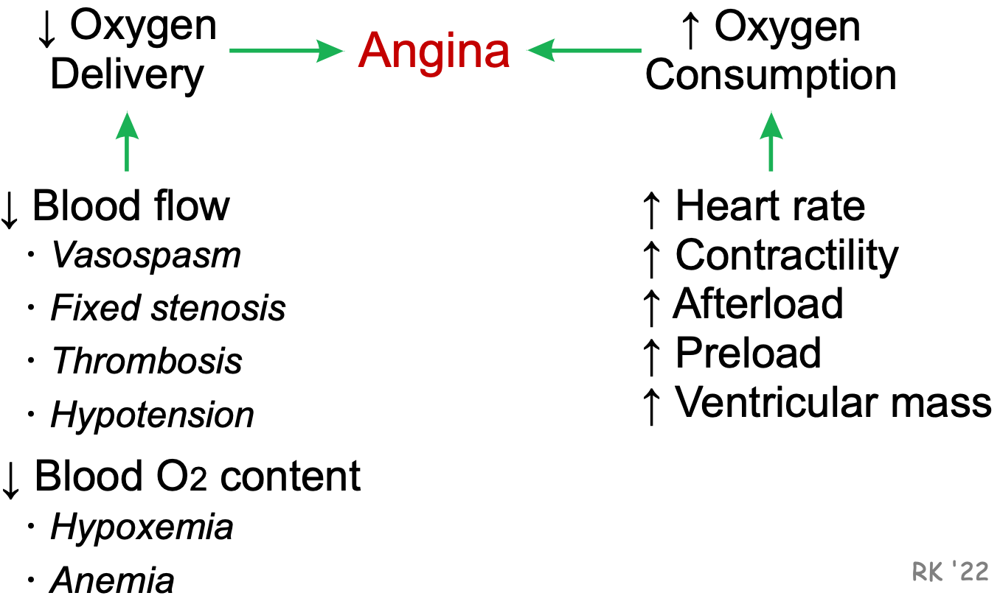 ↓ Oxygen
Delivery
Angina
↑ Oxygen
Consumption
↓ Blood flow
· Vasospasm
· Fixed stenosis
· Thrombosis
· Hypotension
↓ Blood O2 content
· Hypoxemia
· Anemia
↑ Heart rate
↑ Contractility
↑ Afterload
↑ Preload
↑ Ventricular mass
RK '22